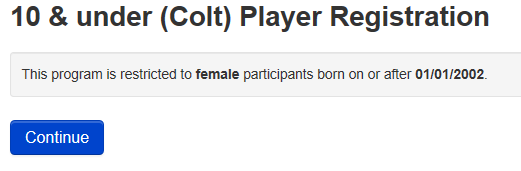 10 & under (Colt) Player Registration
This program is restricted to female participants born on or after 01/01/2002.
Continue